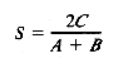 S = 2C / (A + B)